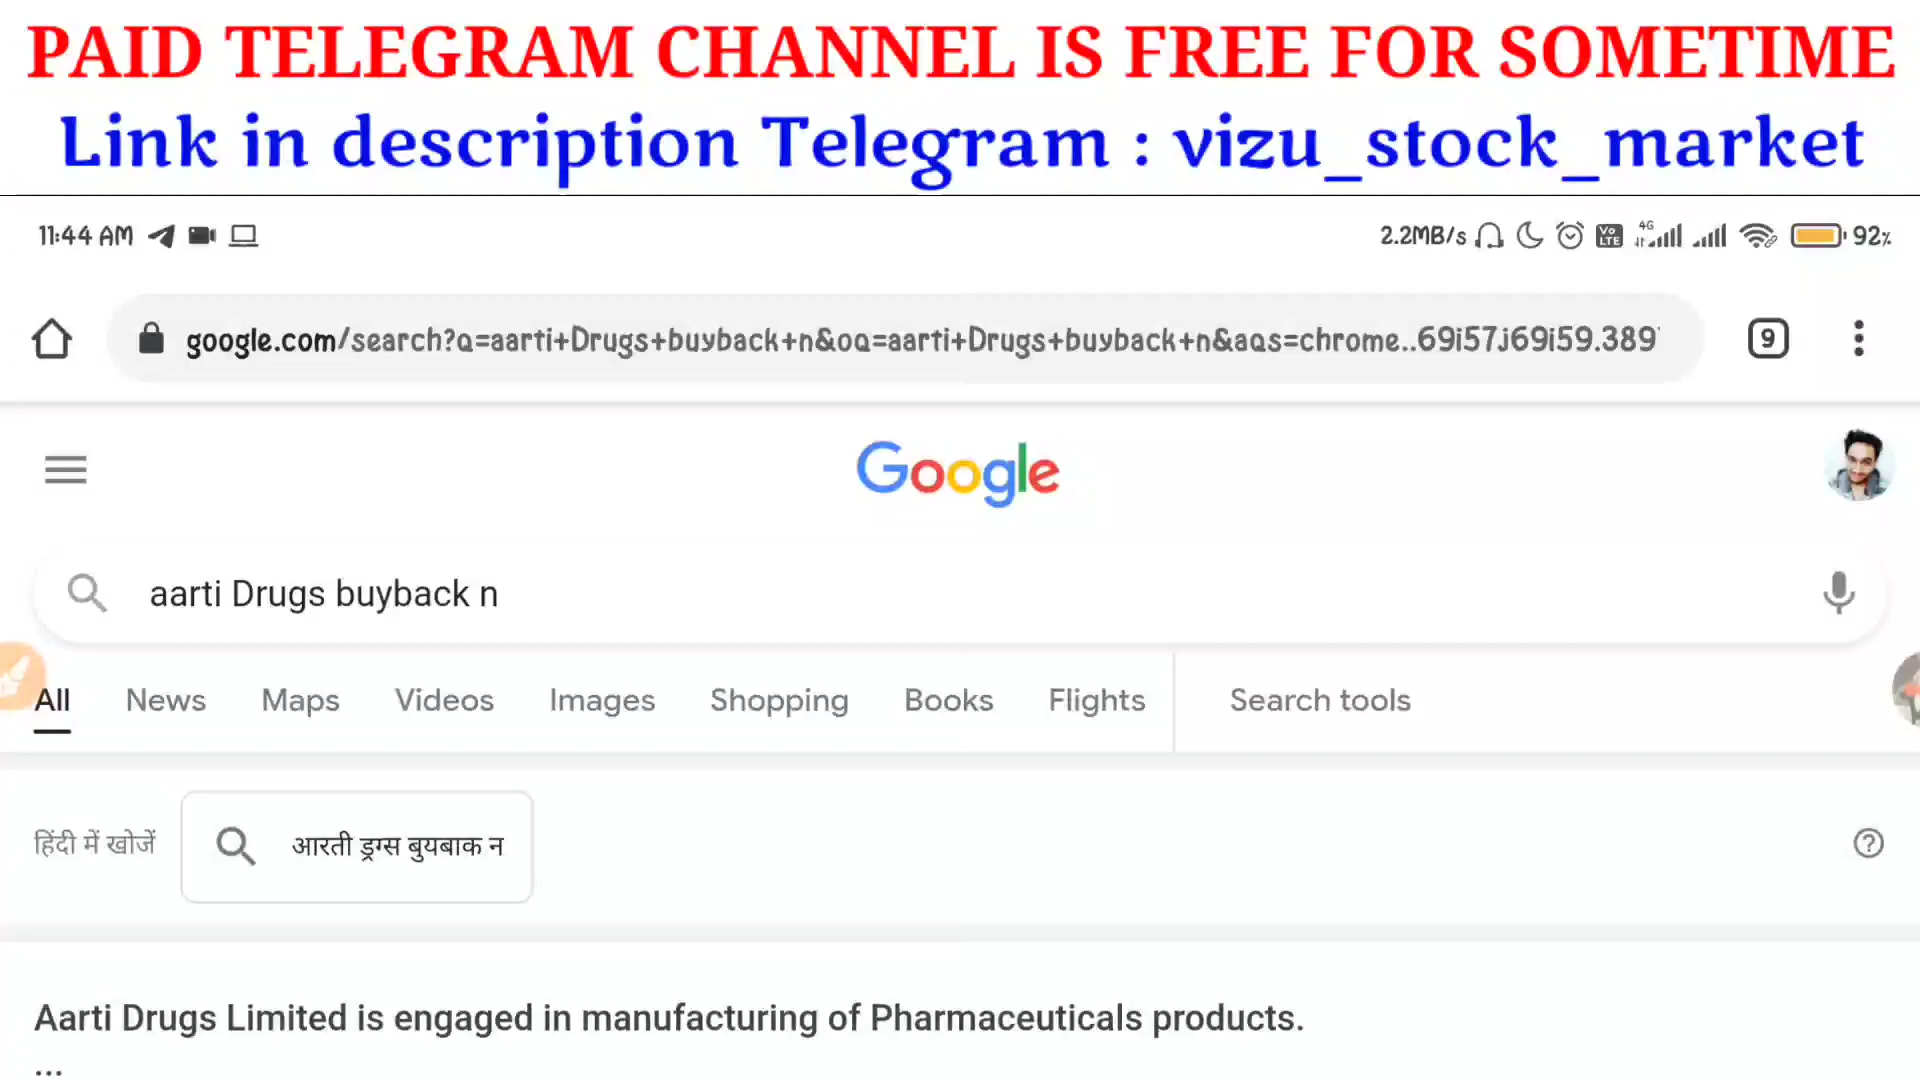 PAID TELEGRAM CHANNEL IS FREE FOR SOMETIME
Link in description Telegram : vizu_stock_market
11:44 AM 2.2MB/s Vo LTE 4G 92%
google.com/search?q=aarti+Drugs+buyback+n&oq=aarti+Drugs+buyback+n&aqs=chrome..69i57j69i59.389 9
Google
aarti Drugs buyback n
All News Maps Videos Images Shopping Books Flights Search tools
हिंदी में खोजें आरती ड्रग्स बुयबाक न
Aarti Drugs Limited is engaged in manufacturing of Pharmaceuticals products.
...